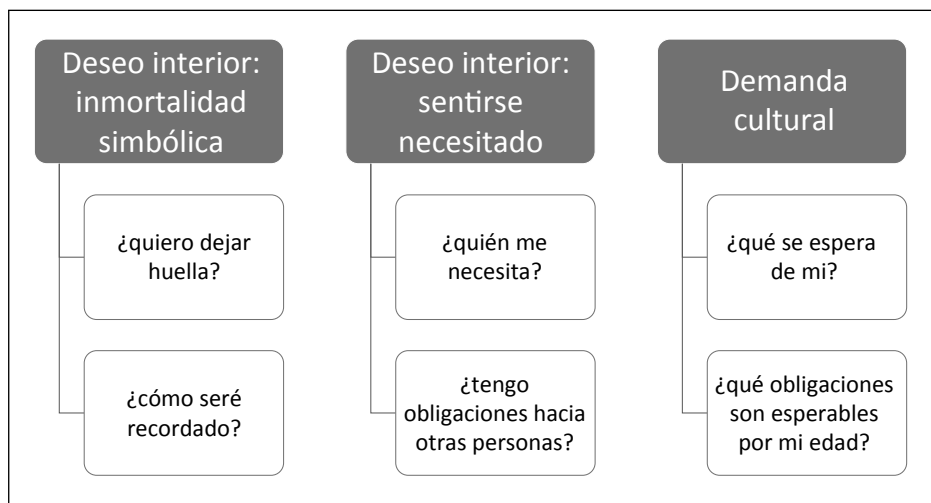 Deseo interior:
inmortalidad
simbólica
¿quiero dejar
huella?
¿cómo seré
recordado?
Deseo interior:
sentirse
necesitado
¿quién me
necesita?
¿tengo
obligaciones hacia
otras personas?
Demanda
cultural
¿qué se espera
de mi?
¿qué obligaciones
son esperables
por mi edad?